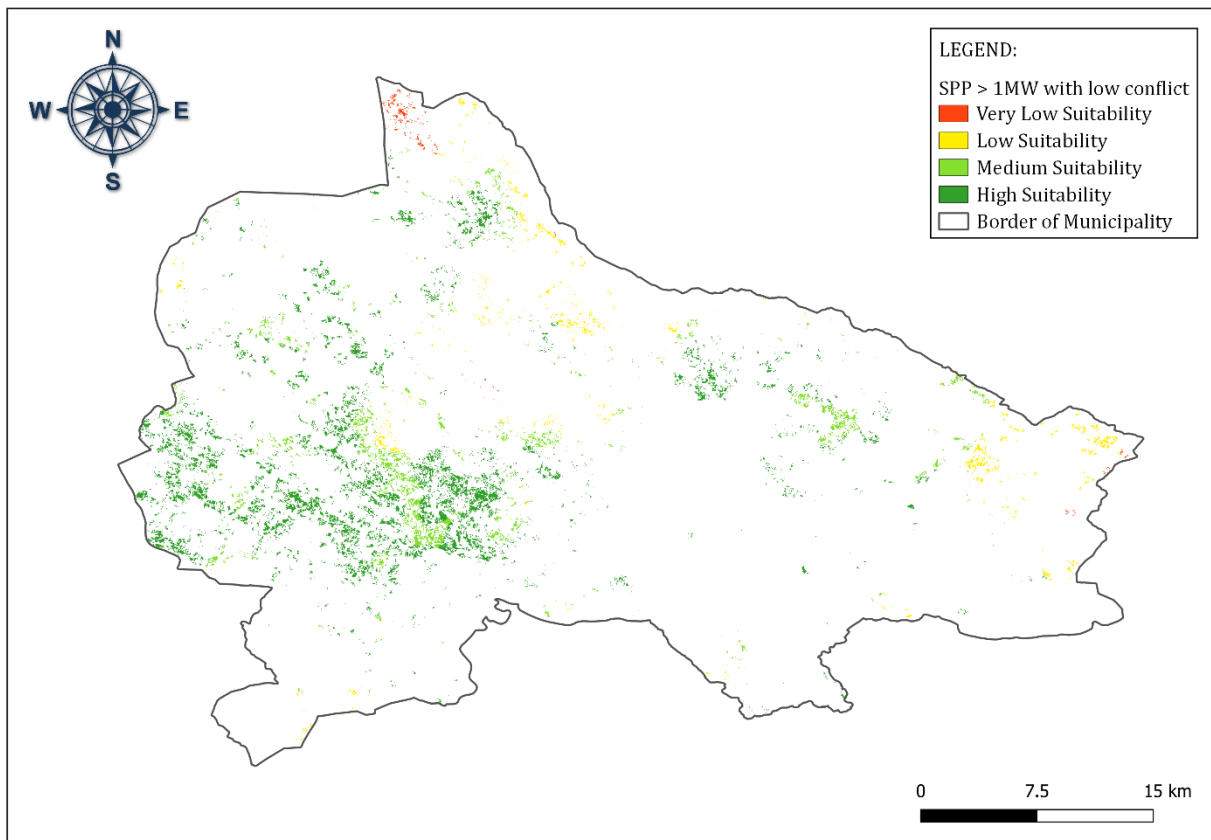 N
W
E
S
LEGEND:
SPP > 1MW with low conflict
Very Low Suitability
Low Suitability
Medium Suitability
High Suitability
Border of Municipality
0 7.5 15 km